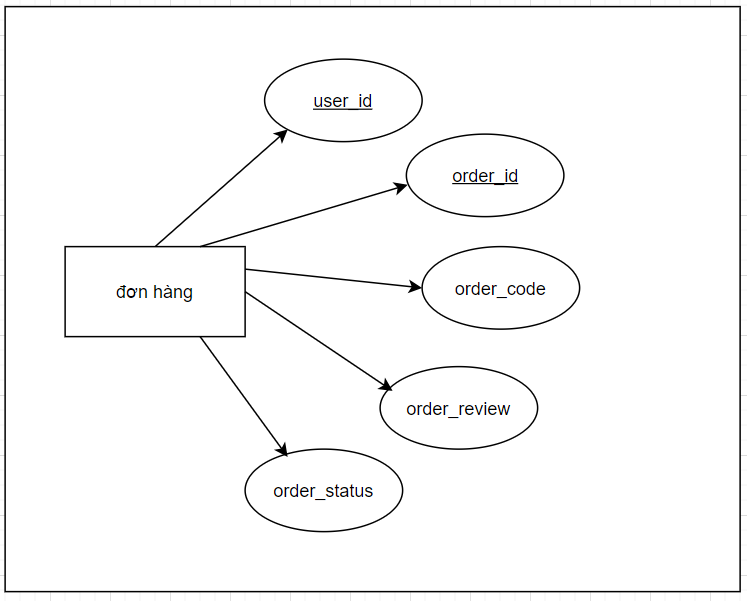 user_id
order_id
đơn hàng
order_code
order_review
order_status